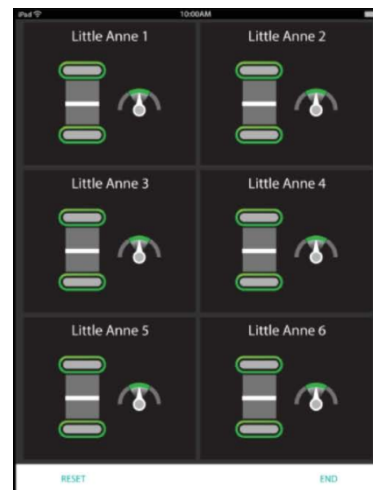 iPad 10:00AM
Little Anne 1 Little Anne 2
Little Anne 3 Little Anne 4
Little Anne 5 Little Anne 6
RESET END